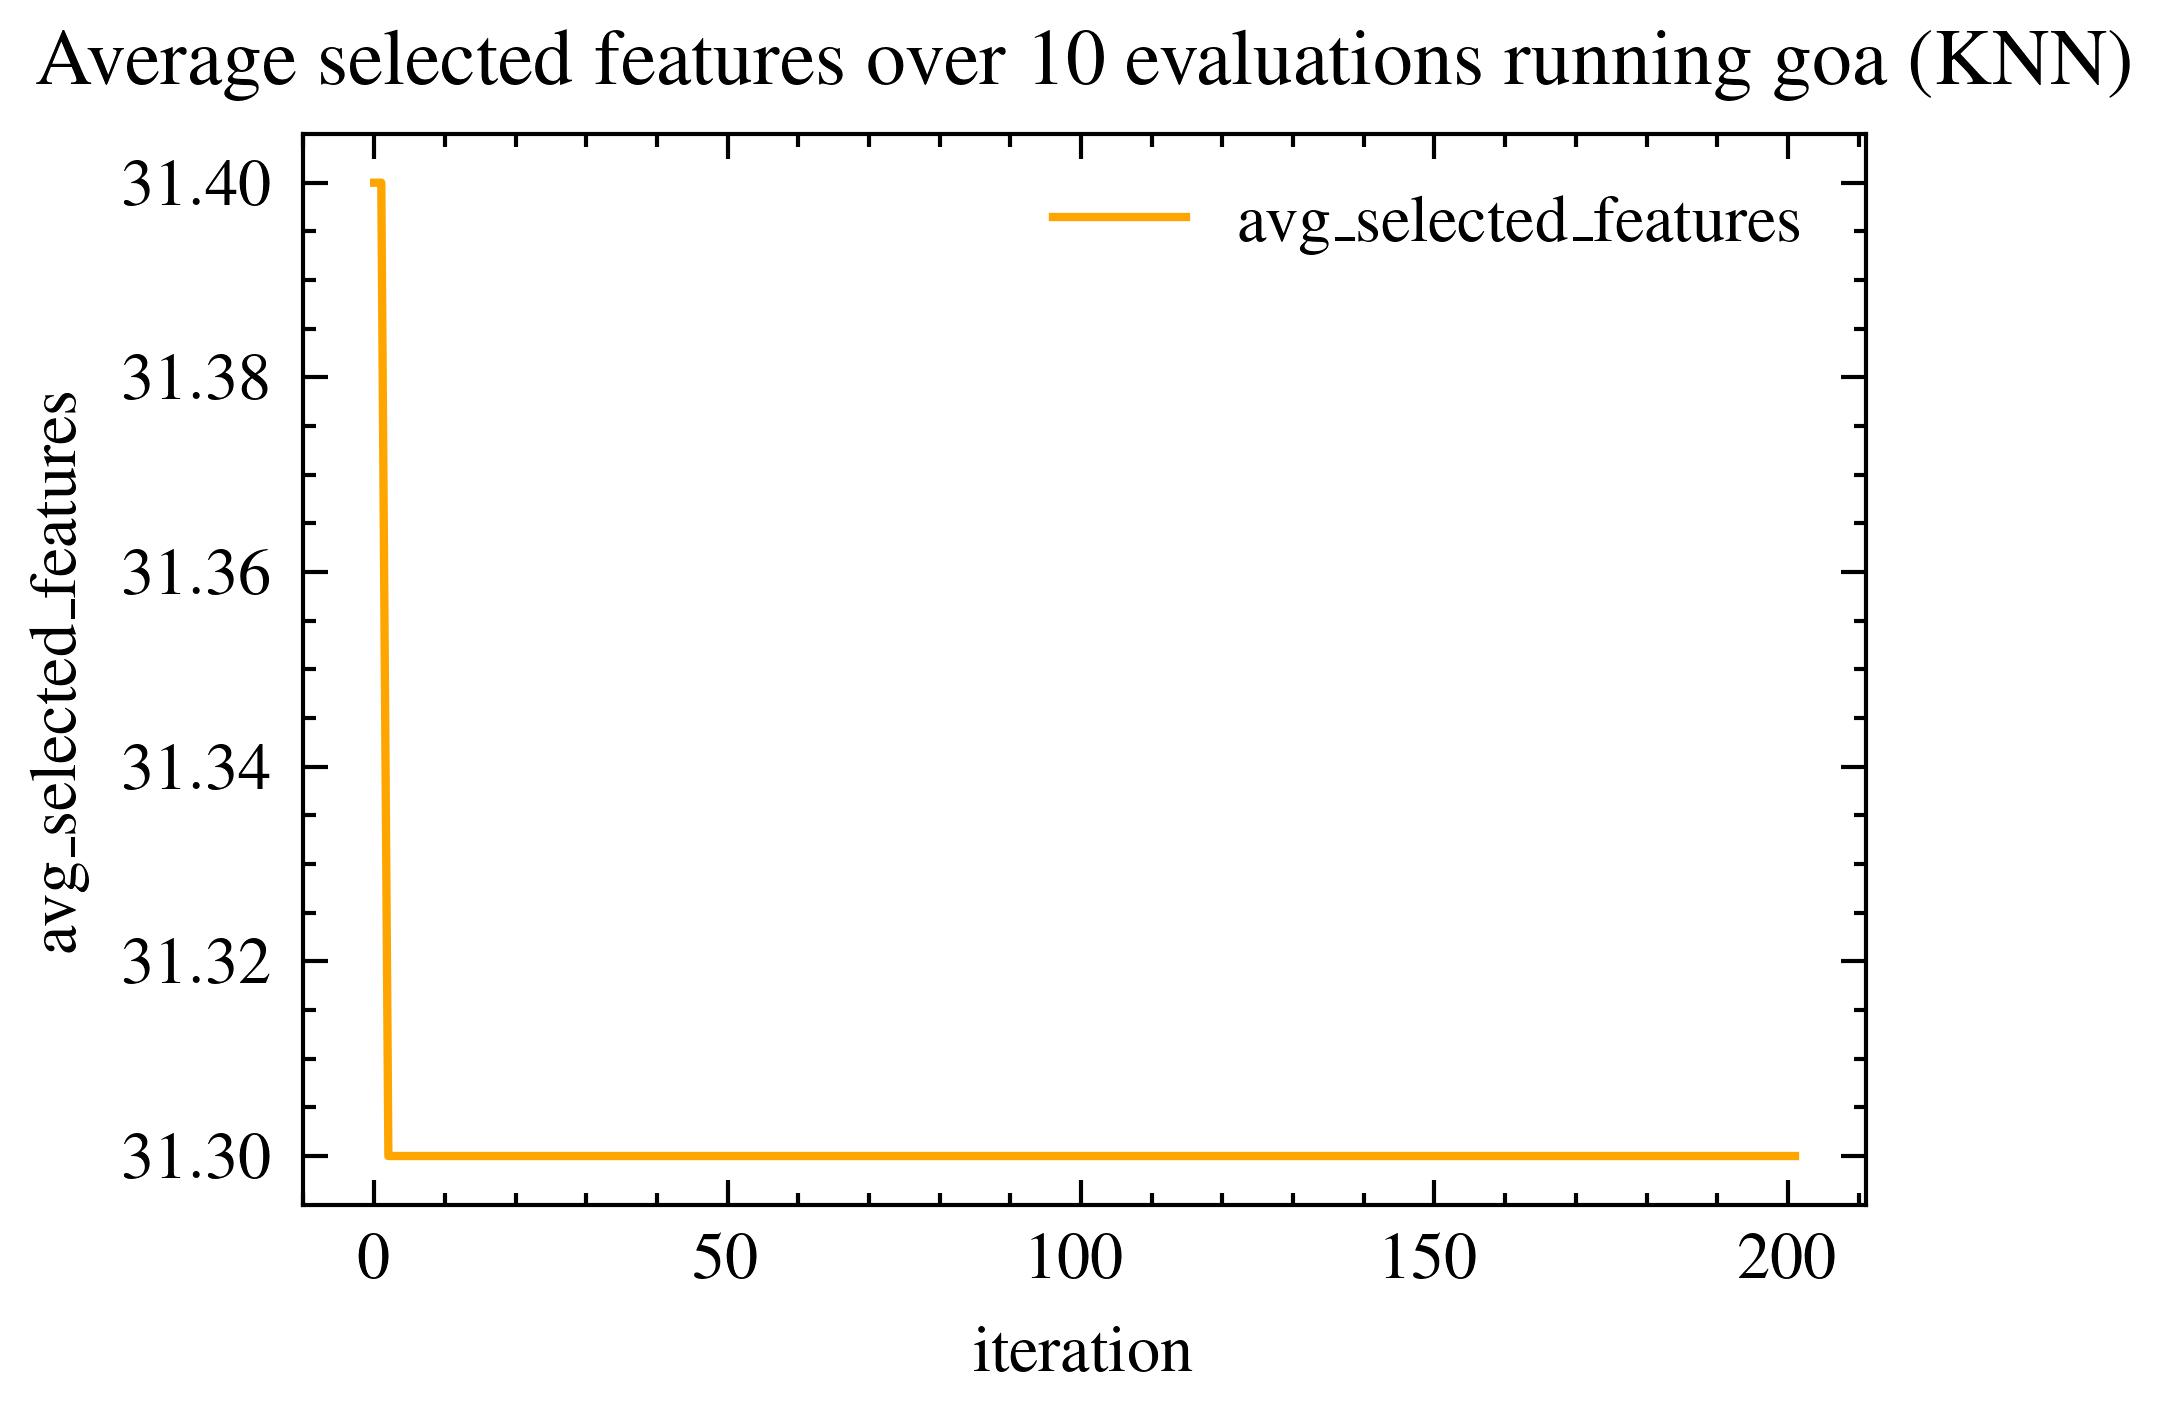 Average selected features over 10 evaluations running goa (KNN)
31.40
avg_selected_features
31.38
31.36
31.34
31.32
31.30
avg_selected_features
0 50 100 150 200
iteration